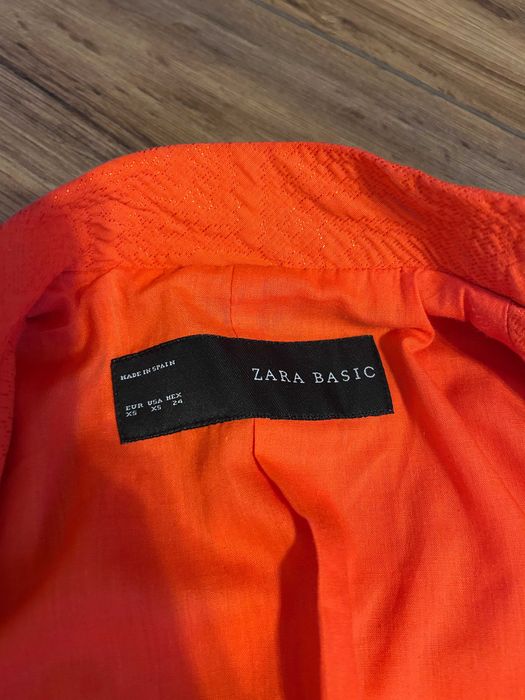 MADE IN SPAIN
ZARA BASIC
EUR USA MEX
XS XS 24